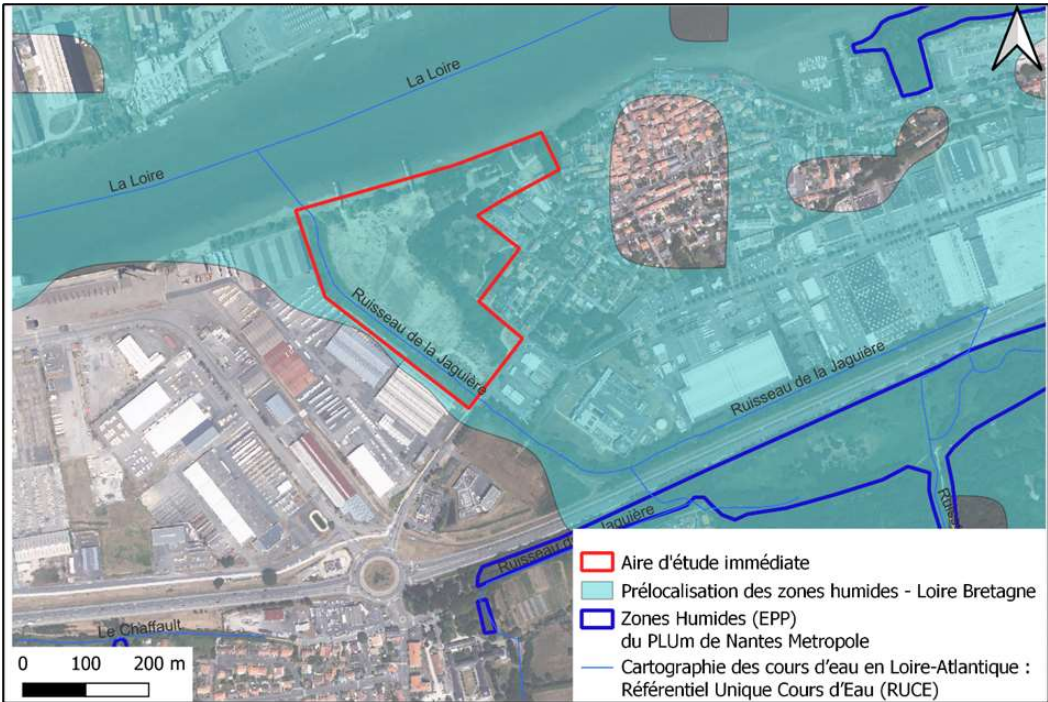 La Loire
La Loire
Ruisseau de la Jaguière
Ruisseau de la Jaguière
Ruisseau de la Jaguière
Ruisse
Le Chaffault
0 100 200 m
Aire d'étude immédiate
Prélocalisation des zones humides - Loire Bretagne
Zones Humides (EPP)
du PLUm de Nantes Metropole
Cartographie des cours d'eau en Loire-Atlantique :
Référentiel Unique Cours d'Eau (RUCE)